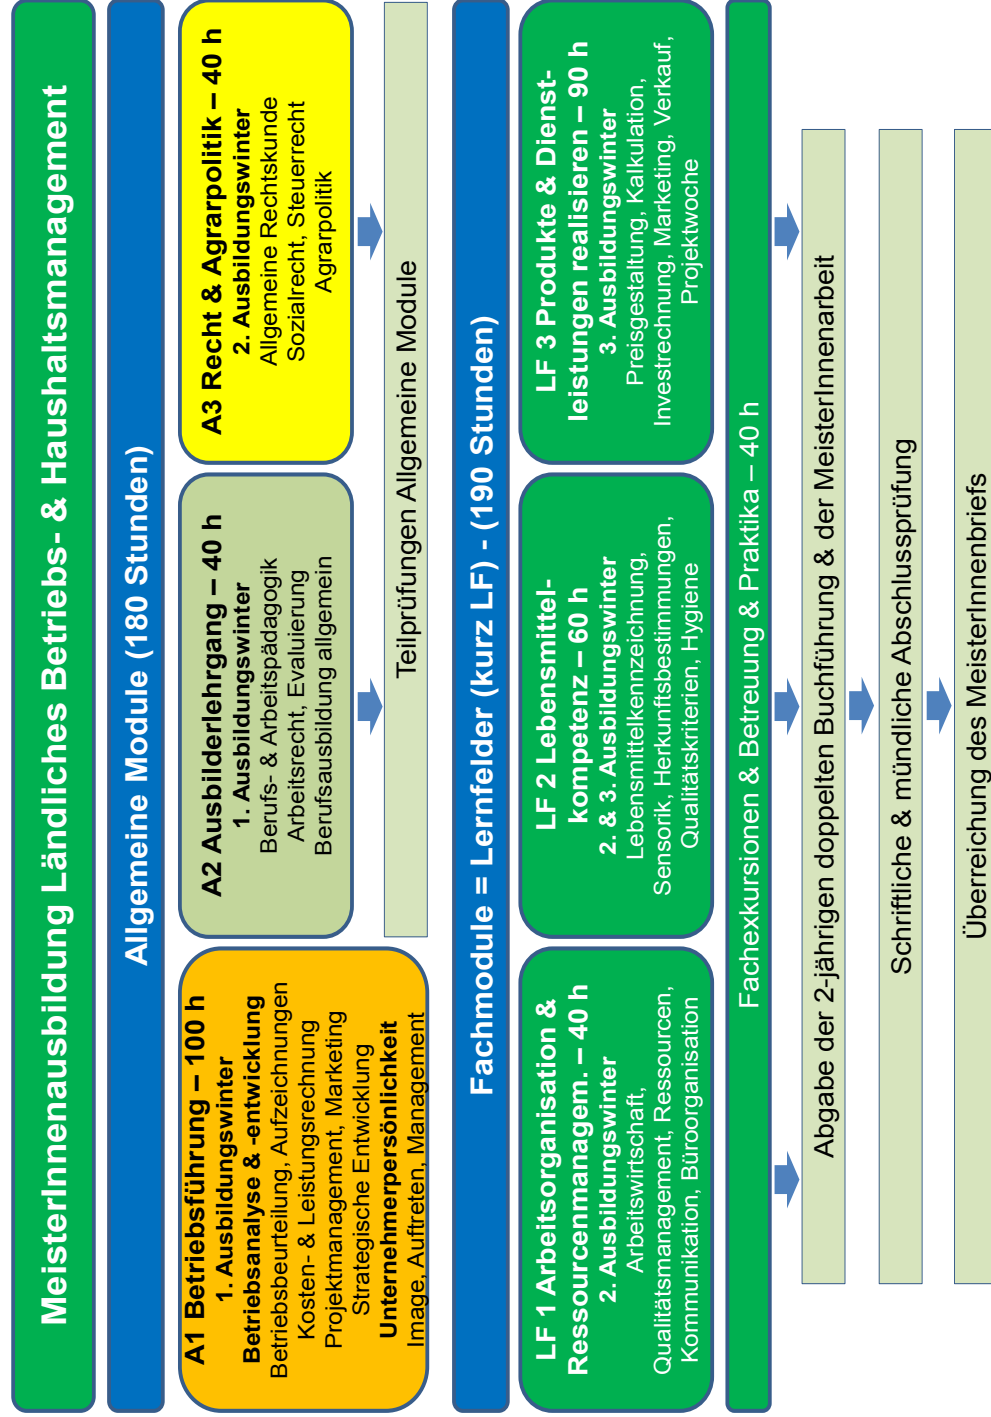 MeisterInnenausbildung Ländliches Betriebs- & Haushaltsmanagement
Allgemeine Module (180 Stunden)
A1 Betriebsführung – 100 h
1. Ausbildungswinter
Betriebsanalyse & -entwicklung
Betriebsbeurteilung, Aufzeichnungen
Kosten- & Leistungsrechnung
Projektmanagement, Marketing
Strategische Entwicklung
Unternehmerpersönlichkeit
Image, Auftreten, Management
A2 Ausbilderlehrgang – 40 h
1. Ausbildungswinter
Berufs- & Arbeitspädagogik
Arbeitsrecht, Evaluierung
Berufsausbildung allgemein
A3 Recht & Agrarpolitik – 40 h
2. Ausbildungswinter
Allgemeine Rechtskunde
Sozialrecht, Steuerrecht
Agrarpolitik
Teilprüfungen Allgemeine Module
Fachmodule = Lernfelder (kurz LF) - (190 Stunden)
LF 1 Arbeitsorganisation &
Ressourcenmanagem. – 40 h
2. Ausbildungswinter
Arbeitswirtschaft,
Qualitätsmanagement, Ressourcen,
Kommunikation, Büroorganisation
LF 2 Lebensmittel-
kompetenz – 60 h
2. & 3. Ausbildungswinter
Lebensmittelkennzeichnung,
Sensorik, Herkunftsbestimmungen,
Qualitätskriterien, Hygiene
LF 3 Produkte & Dienst-
leistungen realisieren – 90 h
3. Ausbildungswinter
Preisgestaltung, Kalkulation,
Investrechnung, Marketing, Verkauf,
Projektwoche
Fachexkursionen & Betreuung & Praktika – 40 h
Abgabe der 2-jährigen doppelten Buchführung & der MeisterInnenarbeit
Schriftliche & mündliche Abschlussprüfung
Überreichung des MeisterInnenbriefs